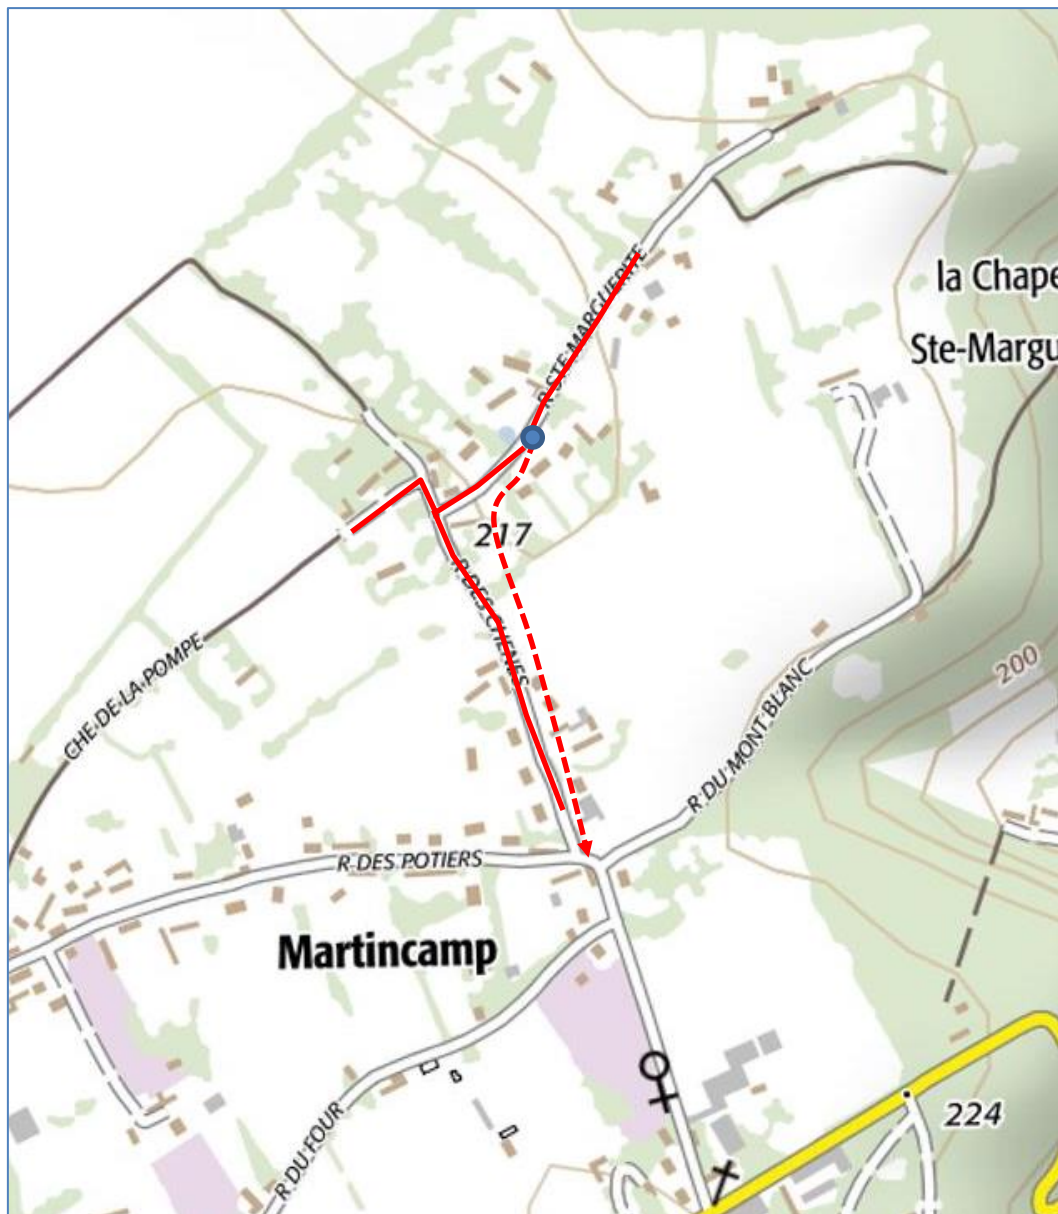 la Chape
Ste-Margu
R STE-MARGUERITE
217
R DES CHENES
CHE-DE-LA-POMPE
200
R DU MONT BLANC
R DES POTIERS
Martincamp
R DU FOUR
224